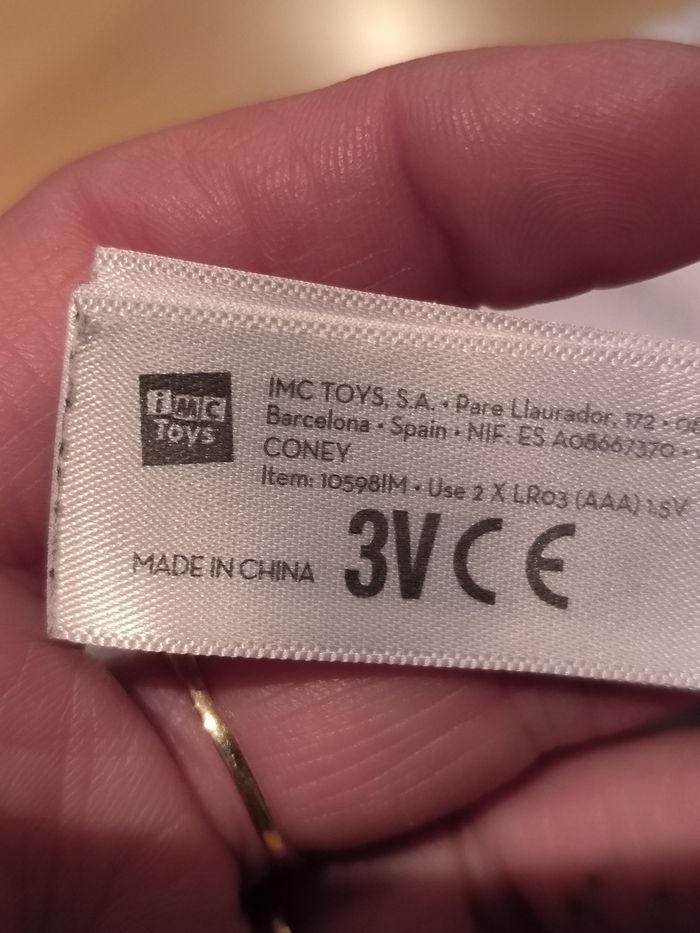 imc
Toys
IMC TOYS, S.A. • Pare Llaurador, 172 •
Barcelona • Spain • NIF: ES A08667370 •
CONEY
Item: 10598IM • Use 2 X LR03 (AAA) 1.5V
MADE IN CHINA 3V CE